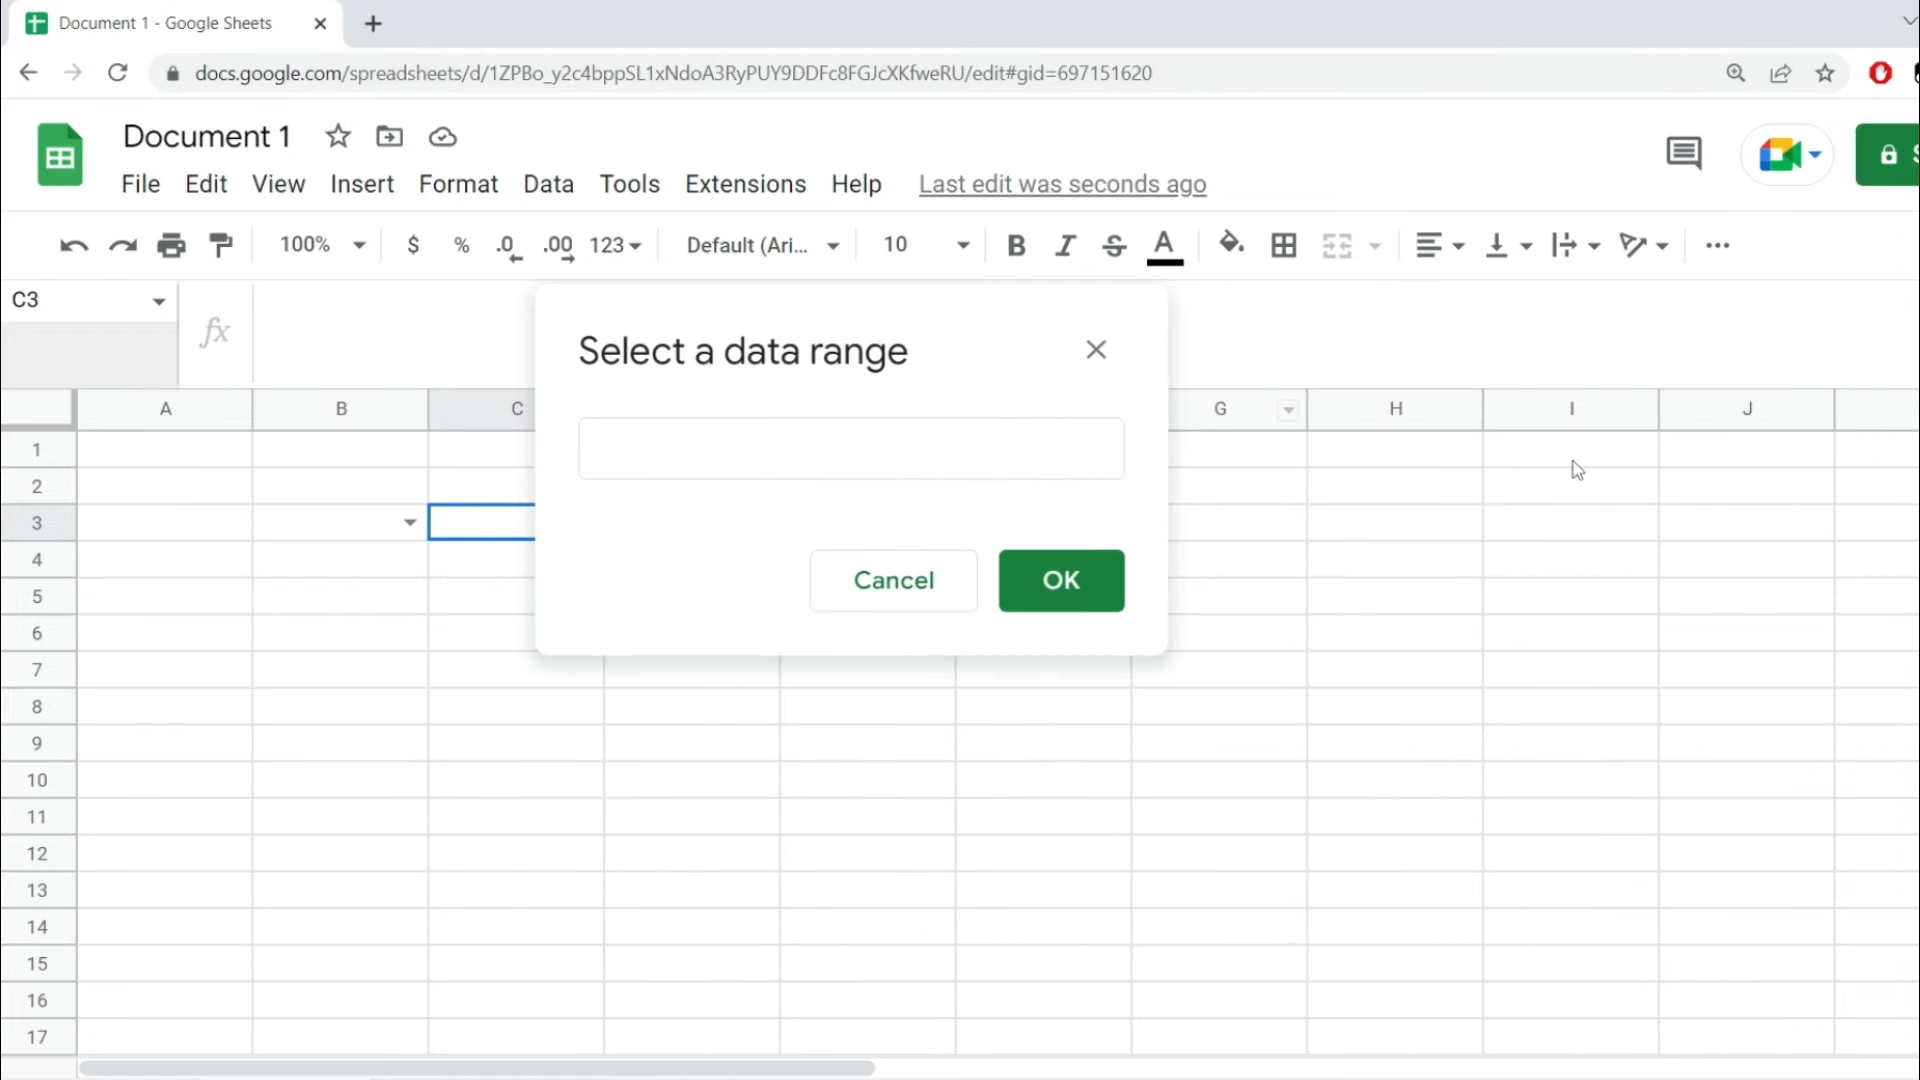 Document 1 - Google Sheets
docs.google.com/spreadsheets/d/1ZPBo_y2c4bppSL1xNdoA3RyPUY9DDFc8FGJcXKfweRU/edit#gid=697151620
Document 1
File Edit View Insert Format Data Tools Extensions Help Last edit was seconds ago
100% $ % .0 .00 123 Default (Ari... 10 B I S A
C3 fx
Select a data range
A B C G H I J
1
2
3
4
Cancel OK
5
6
7
8
9
10
11
12
13
14
15
16
17